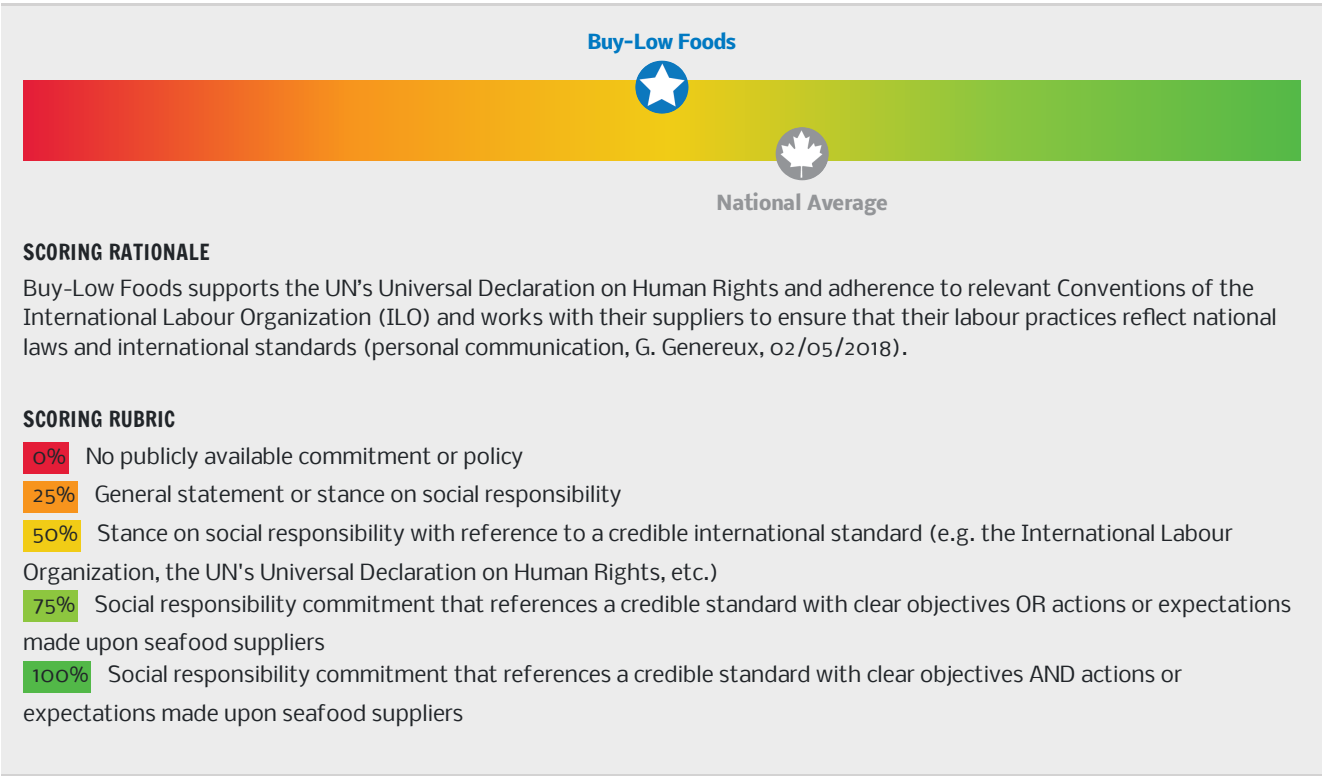 Buy-Low Foods
National Average
SCORING RATIONALE
Buy-Low Foods supports the UN’s Universal Declaration on Human Rights and adherence to relevant Conventions of the
International Labour Organization (ILO) and works with their suppliers to ensure that their labour practices reflect national
laws and international standards (personal communication, G. Genereux, 02/05/2018).
SCORING RUBRIC
0% No publicly available commitment or policy
25% General statement or stance on social responsibility
50% Stance on social responsibility with reference to a credible international standard (e.g. the International Labour
Organization, the UN's Universal Declaration on Human Rights, etc.)
75% Social responsibility commitment that references a credible standard with clear objectives OR actions or expectations
made upon seafood suppliers
100% Social responsibility commitment that references a credible standard with clear objectives AND actions or
expectations made upon seafood suppliers